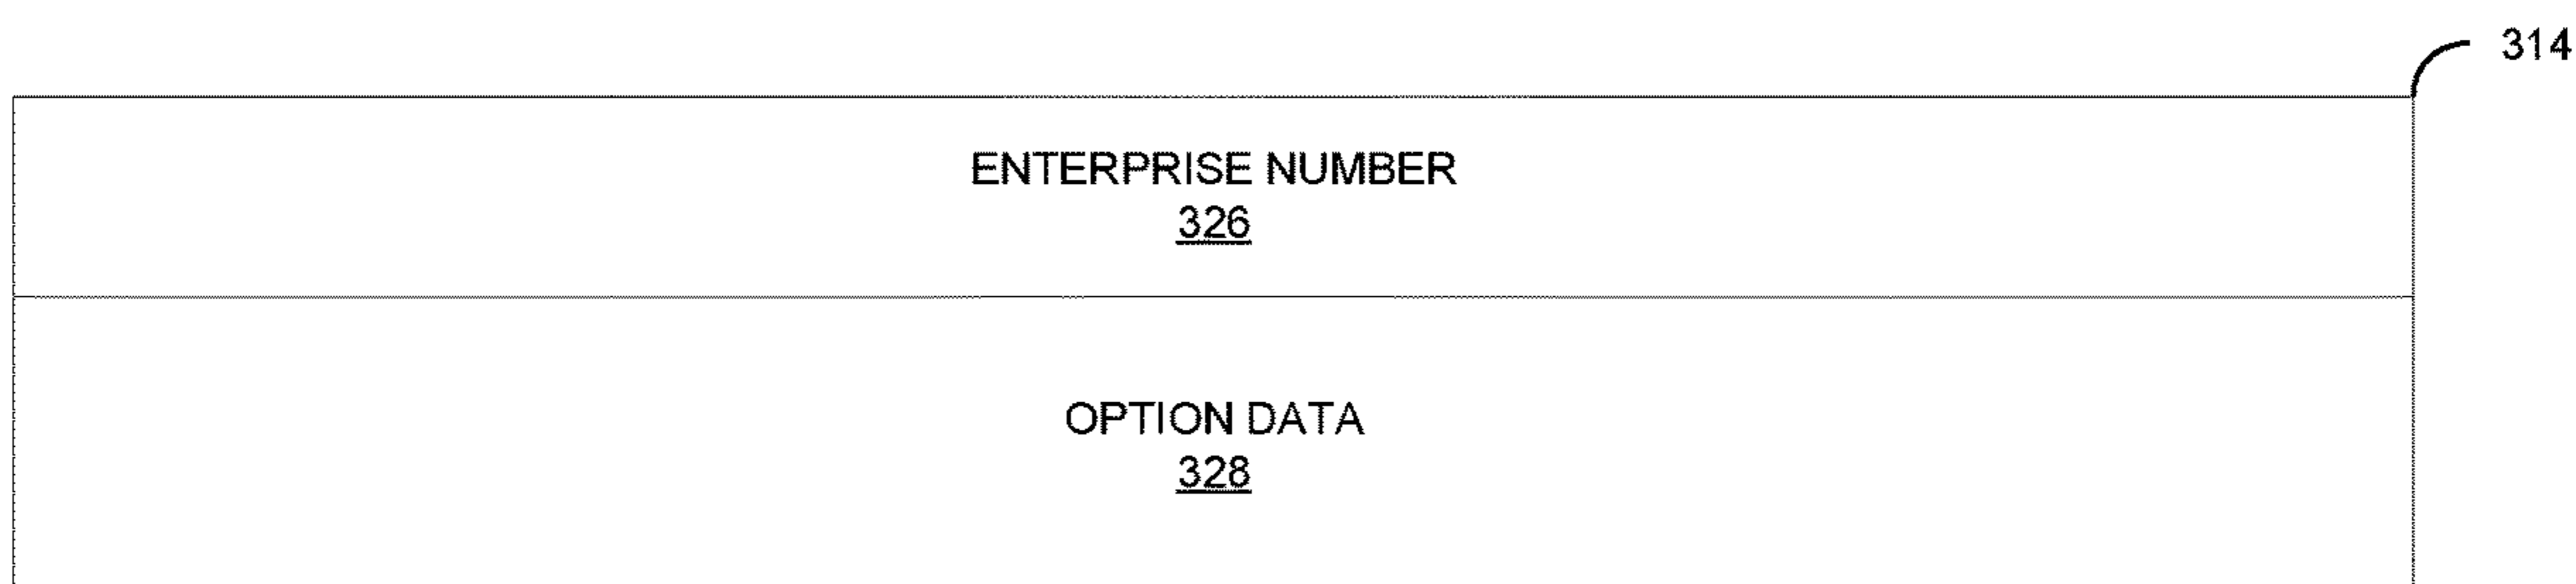 314
ENTERPRISE NUMBER
326
OPTION DATA
328